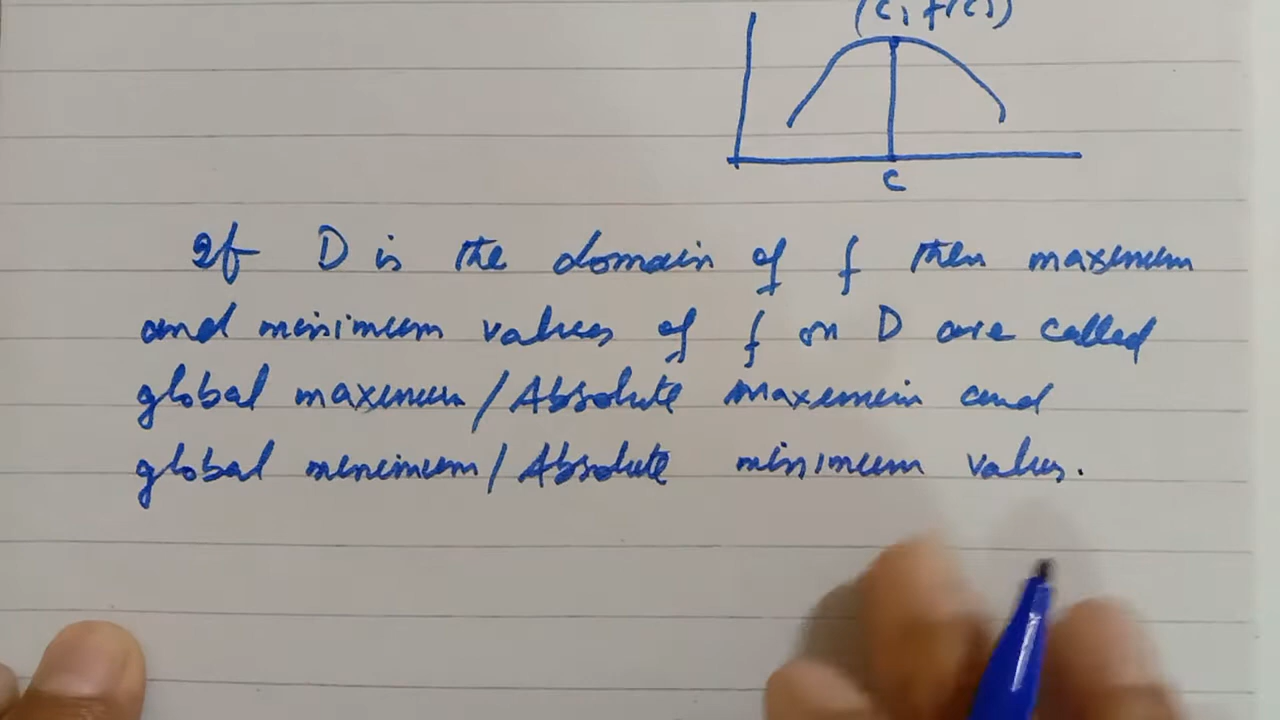 (c, f(c))
c
If D is the domain of f then maximum
and minimum values of f on D are called
global maximum/Absolute maximum and
global minimum/Absolute minimum values.